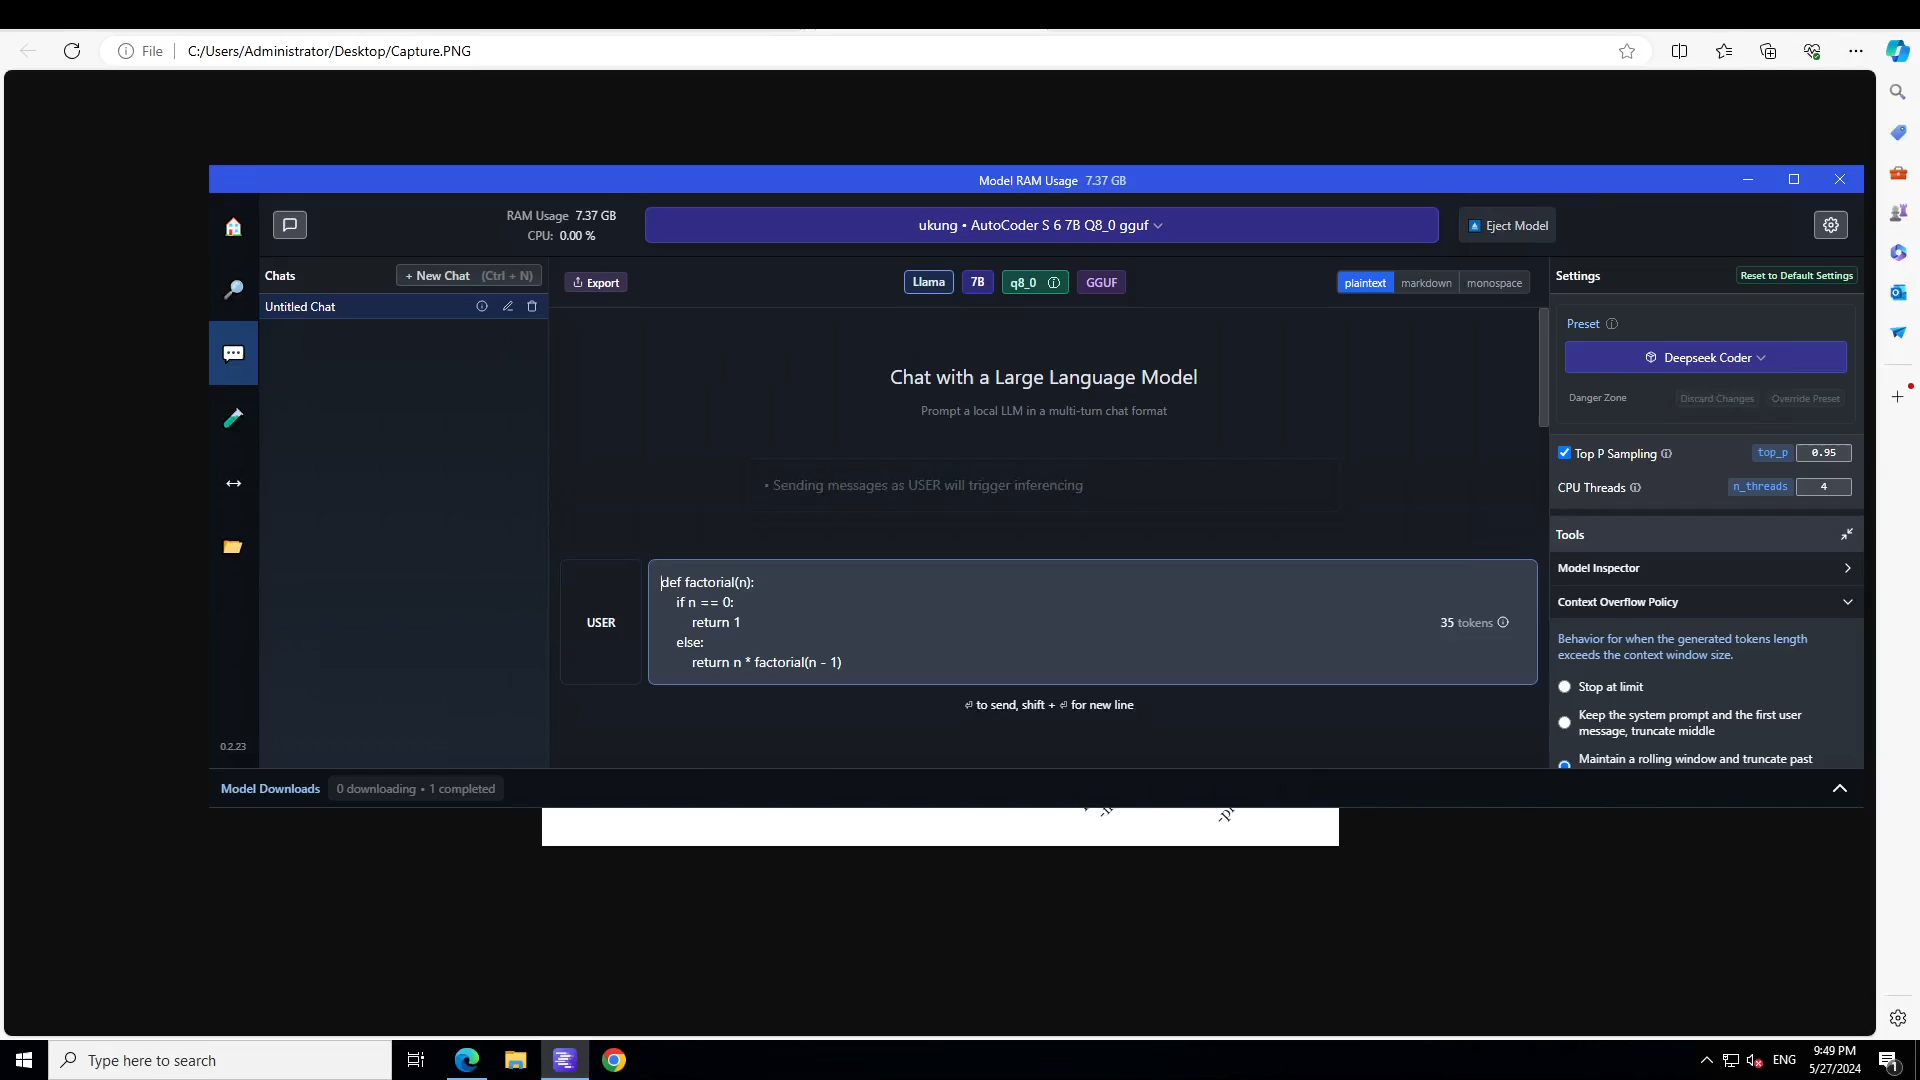 File
C:/Users/Administrator/Desktop/Capture.PNG
Model RAM Usage 7.37 GB
RAM Usage 7.37 GB
CPU: 0.00 %
ukung • AutoCoder S 6 7B Q8_0 gguf
Eject Model
Chats
+ New Chat (Ctrl + N)
Untitled Chat
Export
Llama
7B
q8_0
GGUF
plaintext
markdown
monospace
Settings
Reset to Default Settings
Chat with a Large Language Model
Prompt a local LLM in a multi-turn chat format
• Sending messages as USER will trigger inferencing
Preset
Deepseek Coder
Danger Zone
Discard Changes
Override Preset
Top P Sampling
top_p
0.95
CPU Threads
n_threads
4
Tools
Model Inspector
Context Overflow Policy
Behavior for when the generated tokens length
exceeds the context window size.
Stop at limit
Keep the system prompt and the first user
message, truncate middle
Maintain a rolling window and truncate past
USER
def factorial(n):
if n == 0:
return 1
else:
return n * factorial(n - 1)
35 tokens
⏎ to send, shift + ⏎ for new line
0.2.23
Model Downloads
0 downloading • 1 completed
Type here to search
ENG
9:49 PM
5/27/2024
1